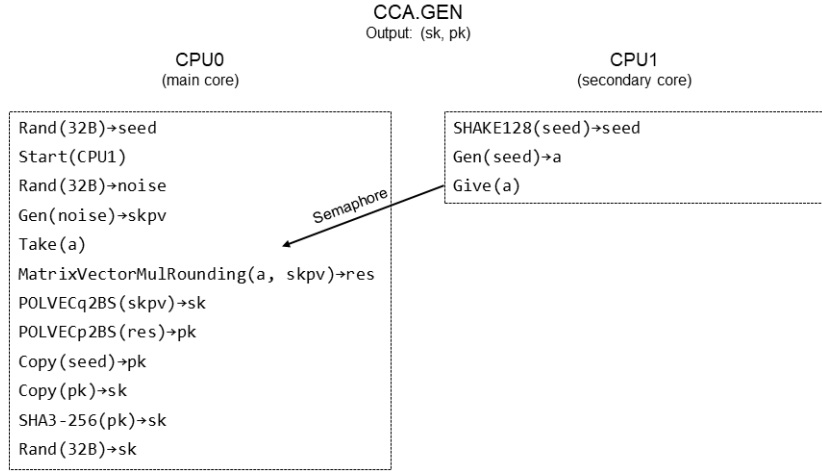 CCA.GEN
Output: (sk, pk)
CPU0
(main core)
Rand(32B)→seed
Start(CPU1)
Rand(32B)→noise
Gen(noise)→skpv
Take(a)
MatrixVectorMulRounding(a, skpv)→res
POLVECq2BS(skpv)→sk
POLVECp2BS(res)→pk
Copy(seed)→pk
Copy(pk)→sk
SHA3-256(pk)→sk
Rand(32B)→sk
Semaphore
CPU1
(secondary core)
SHAKE128(seed)→seed
Gen(seed)→a
Give(a)